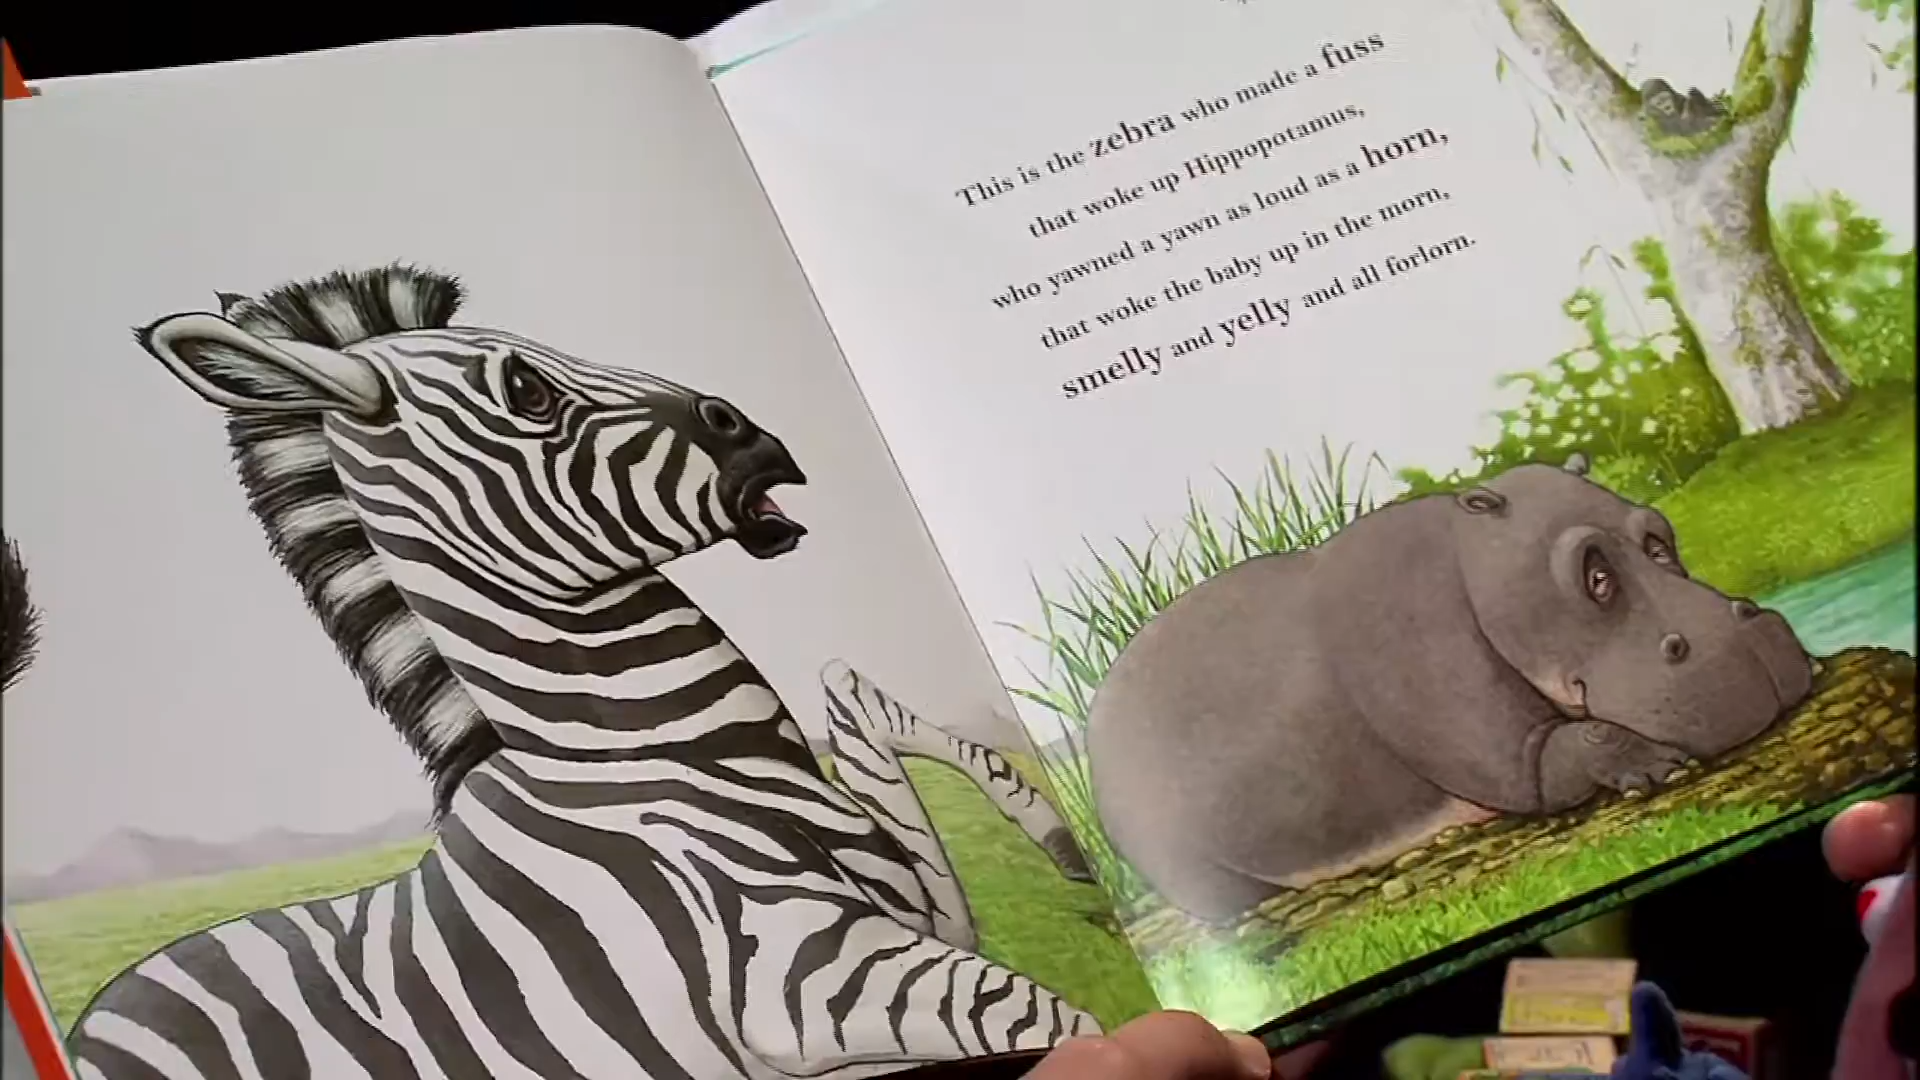 This is the zebra who made a fuss
that woke up Hippopotamus,
who yawned a yawn as loud as a horn,
that woke the baby up in the morn,
smelly and yelly and all forlorn.